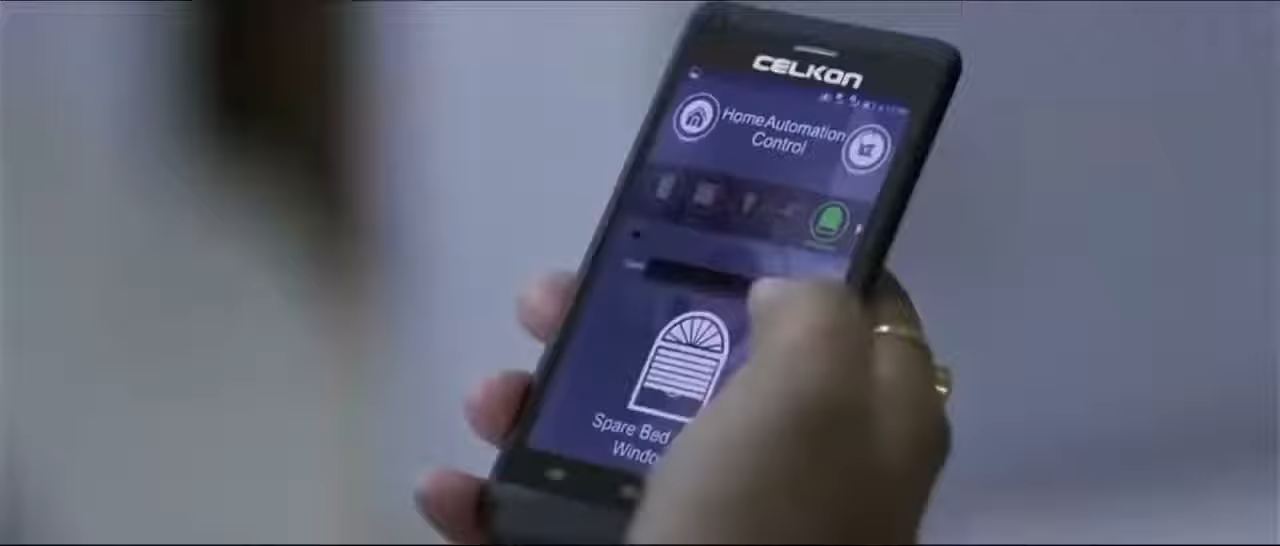 CELKON
Home Automation
Control
Spare Bed
Windo